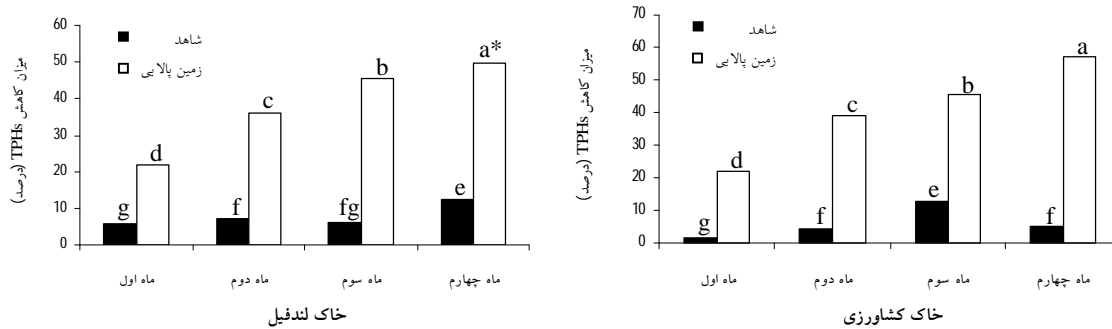 60
50
40
30
20
10
0
میزان کاهش TPHs (درصد)
شاهد
زمین پالایی
g
d
f
c
fg
b
e
a*
ماه اول
ماه دوم
ماه سوم
ماه چهارم
خاک لندفیل
70
60
50
40
30
20
10
0
میزان کاهش TPHs (درصد)
شاهد
زمین پالایی
g
d
f
c
e
b
f
a
ماه اول
ماه دوم
ماه سوم
ماه چهارم
خاک کشاورزی